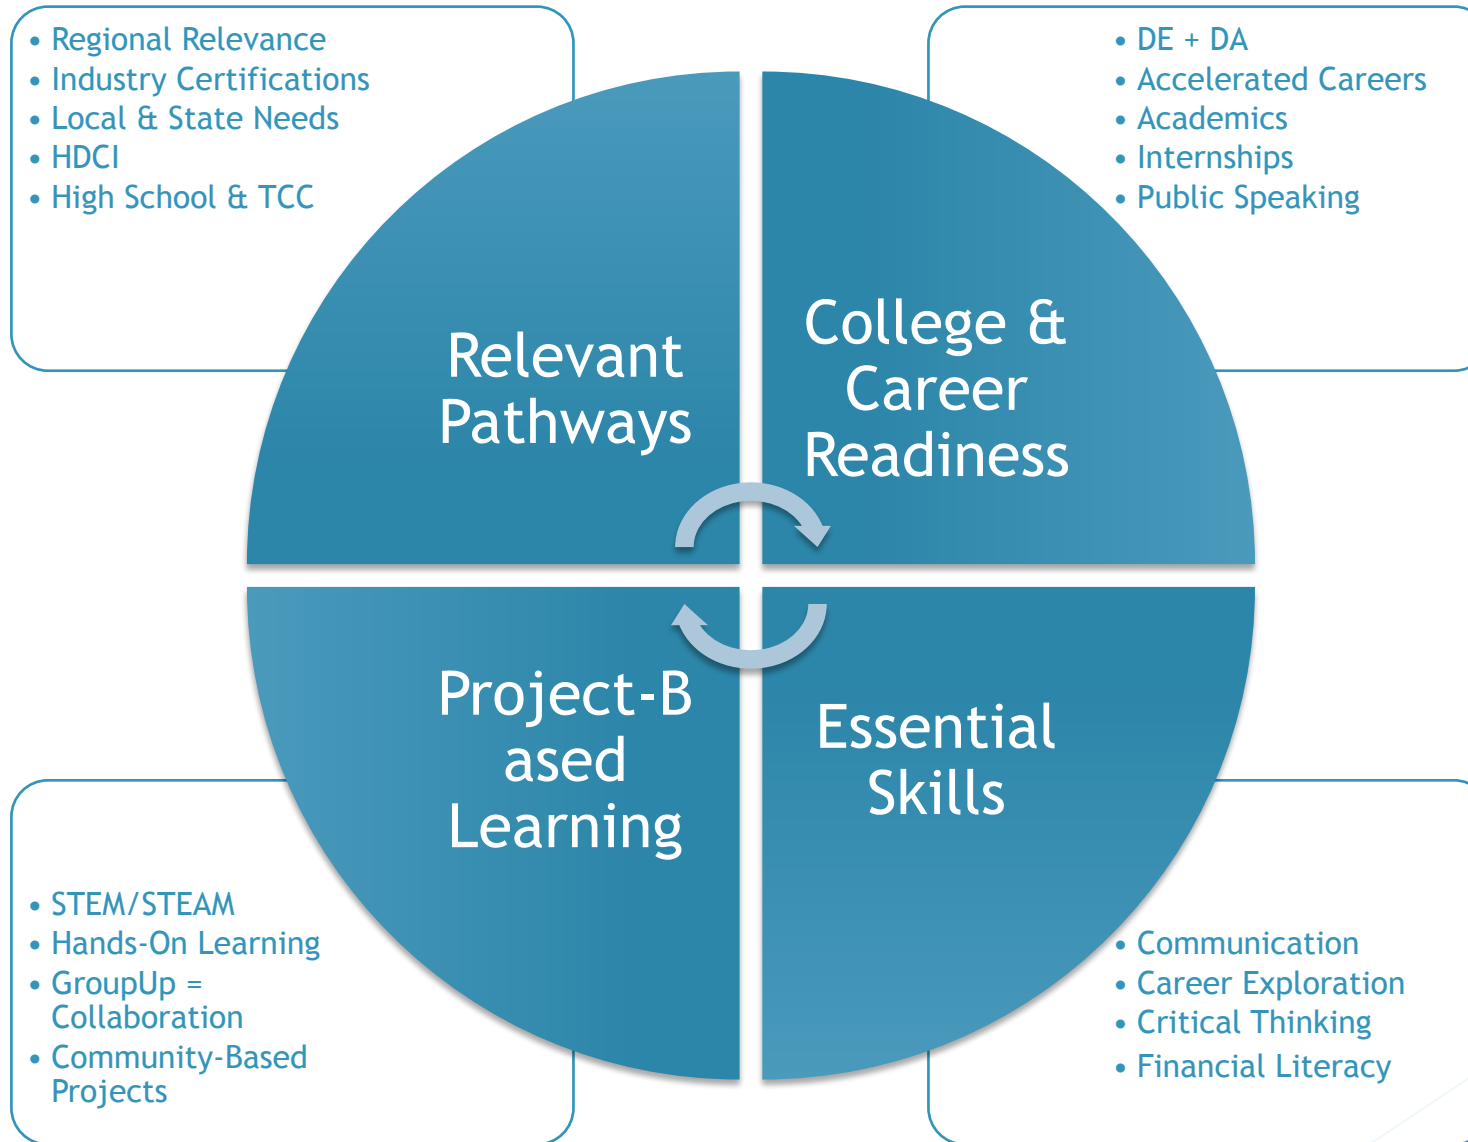 • Regional Relevance
• Industry Certifications
• Local & State Needs
• HDCI
• High School & TCC
• DE + DA
• Accelerated Careers
• Academics
• Internships
• Public Speaking
Relevant
Pathways
College &
Career
Readiness
Project-B
ased
Learning
Essential
Skills
• STEM/STEAM
• Hands-On Learning
• GroupUp =
Collaboration
• Community-Based
Projects
• Communication
• Career Exploration
• Critical Thinking
• Financial Literacy